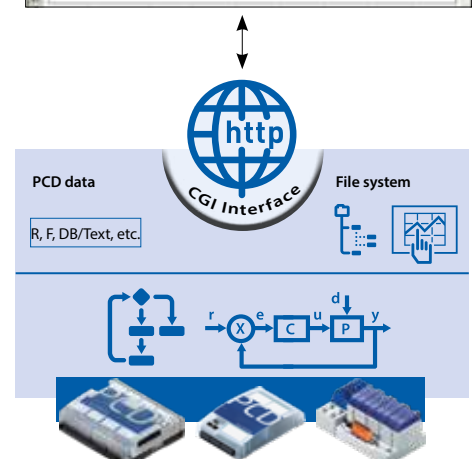 http
CGI Interface
PCD data
File system
R, F, DB/Text, etc.
d
r
e
u
y
X
C
P
PCD
PCD